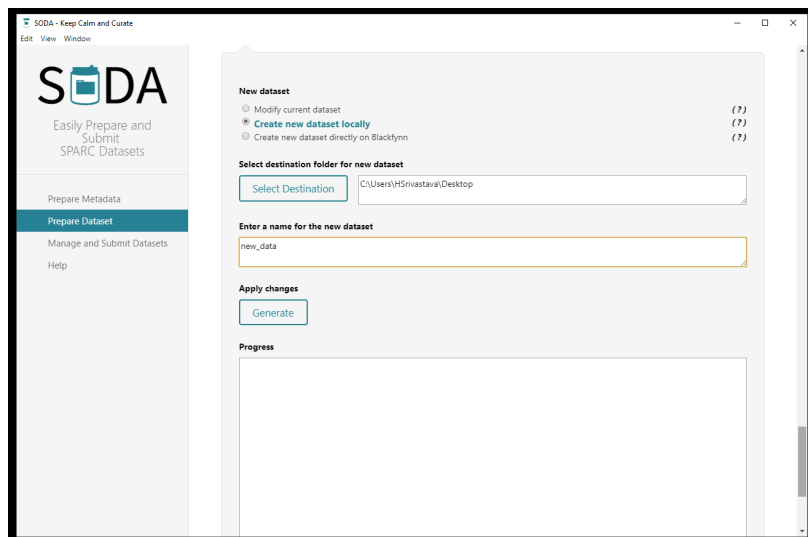 SODA - Keep Calm and Curate
Edit View Window
SODA
Easily Prepare and
Submit
SPARC Datasets
Prepare Metadata
Prepare Dataset
Manage and Submit Datasets
Help
New dataset
Modify current dataset (?)
Create new dataset locally (?)
Create new dataset directly on Blackfynn (?)
Select destination folder for new dataset
Select Destination
C:\Users\HSrivastava\Desktop
Enter a name for the new dataset
new_data
Apply changes
Generate
Progress